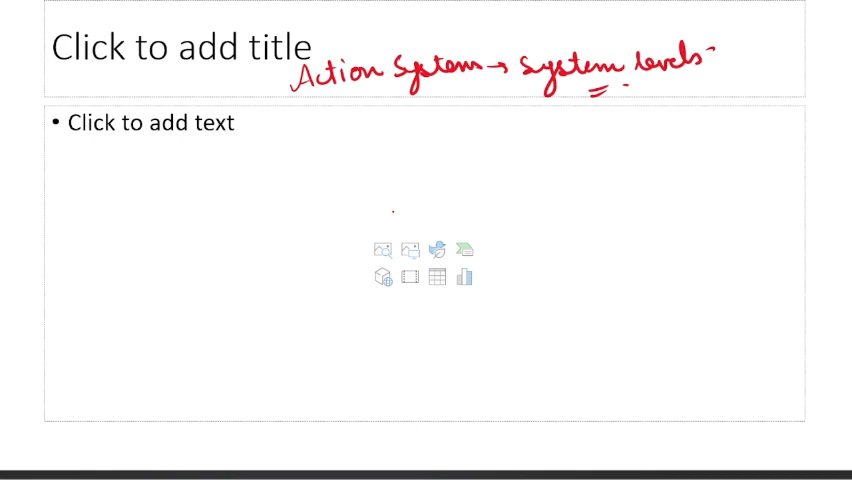 Click to add title
Action System → System levels
• Click to add text